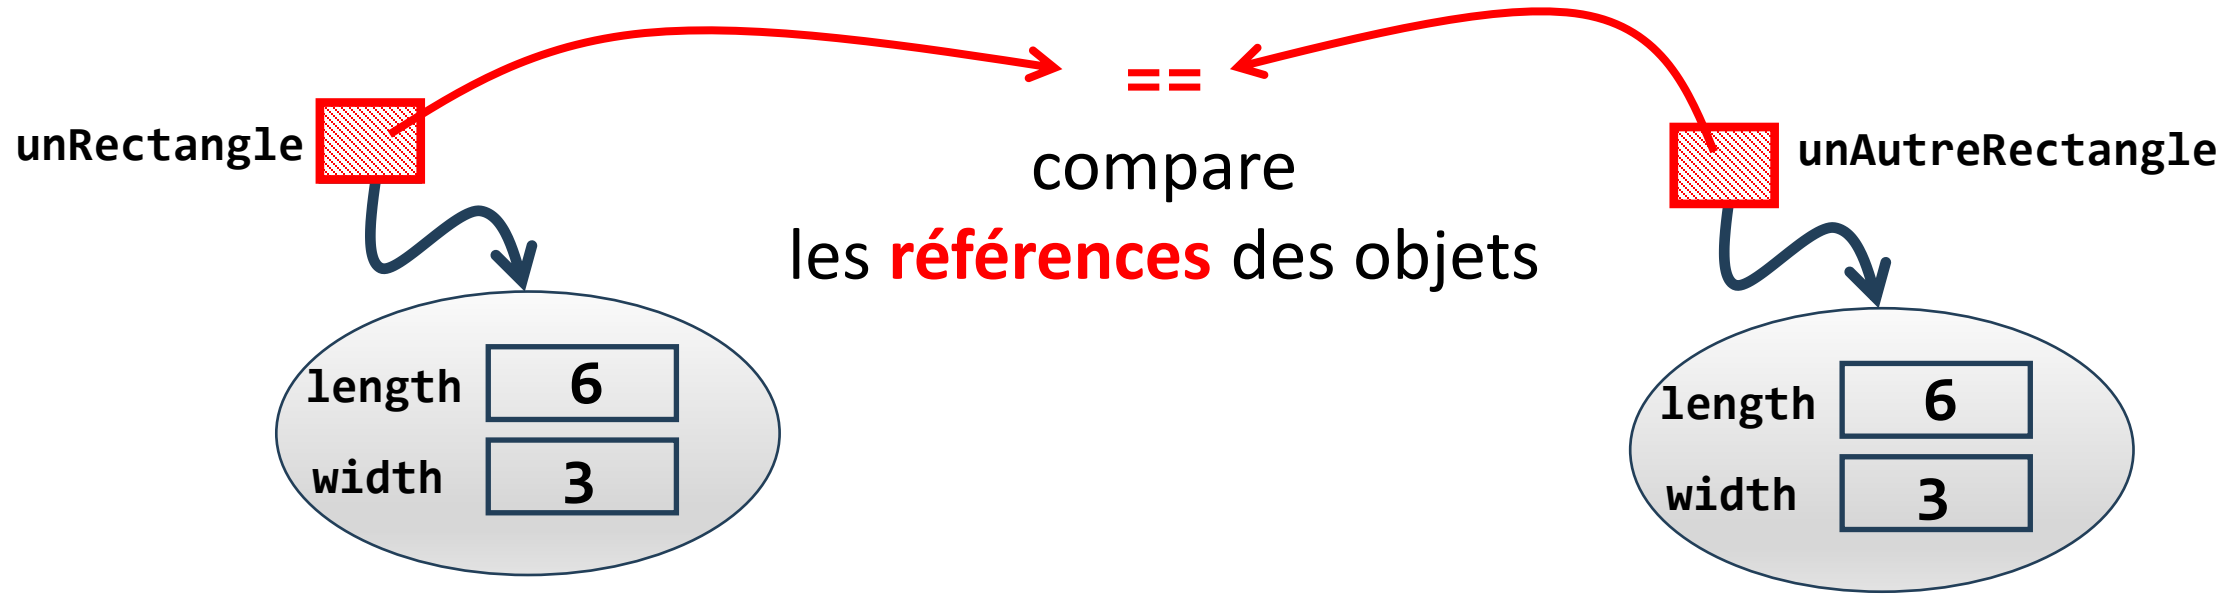 ==
unRectangle
unAutreRectangle
compare
les références des objets
length 6
width 3
length 6
width 3